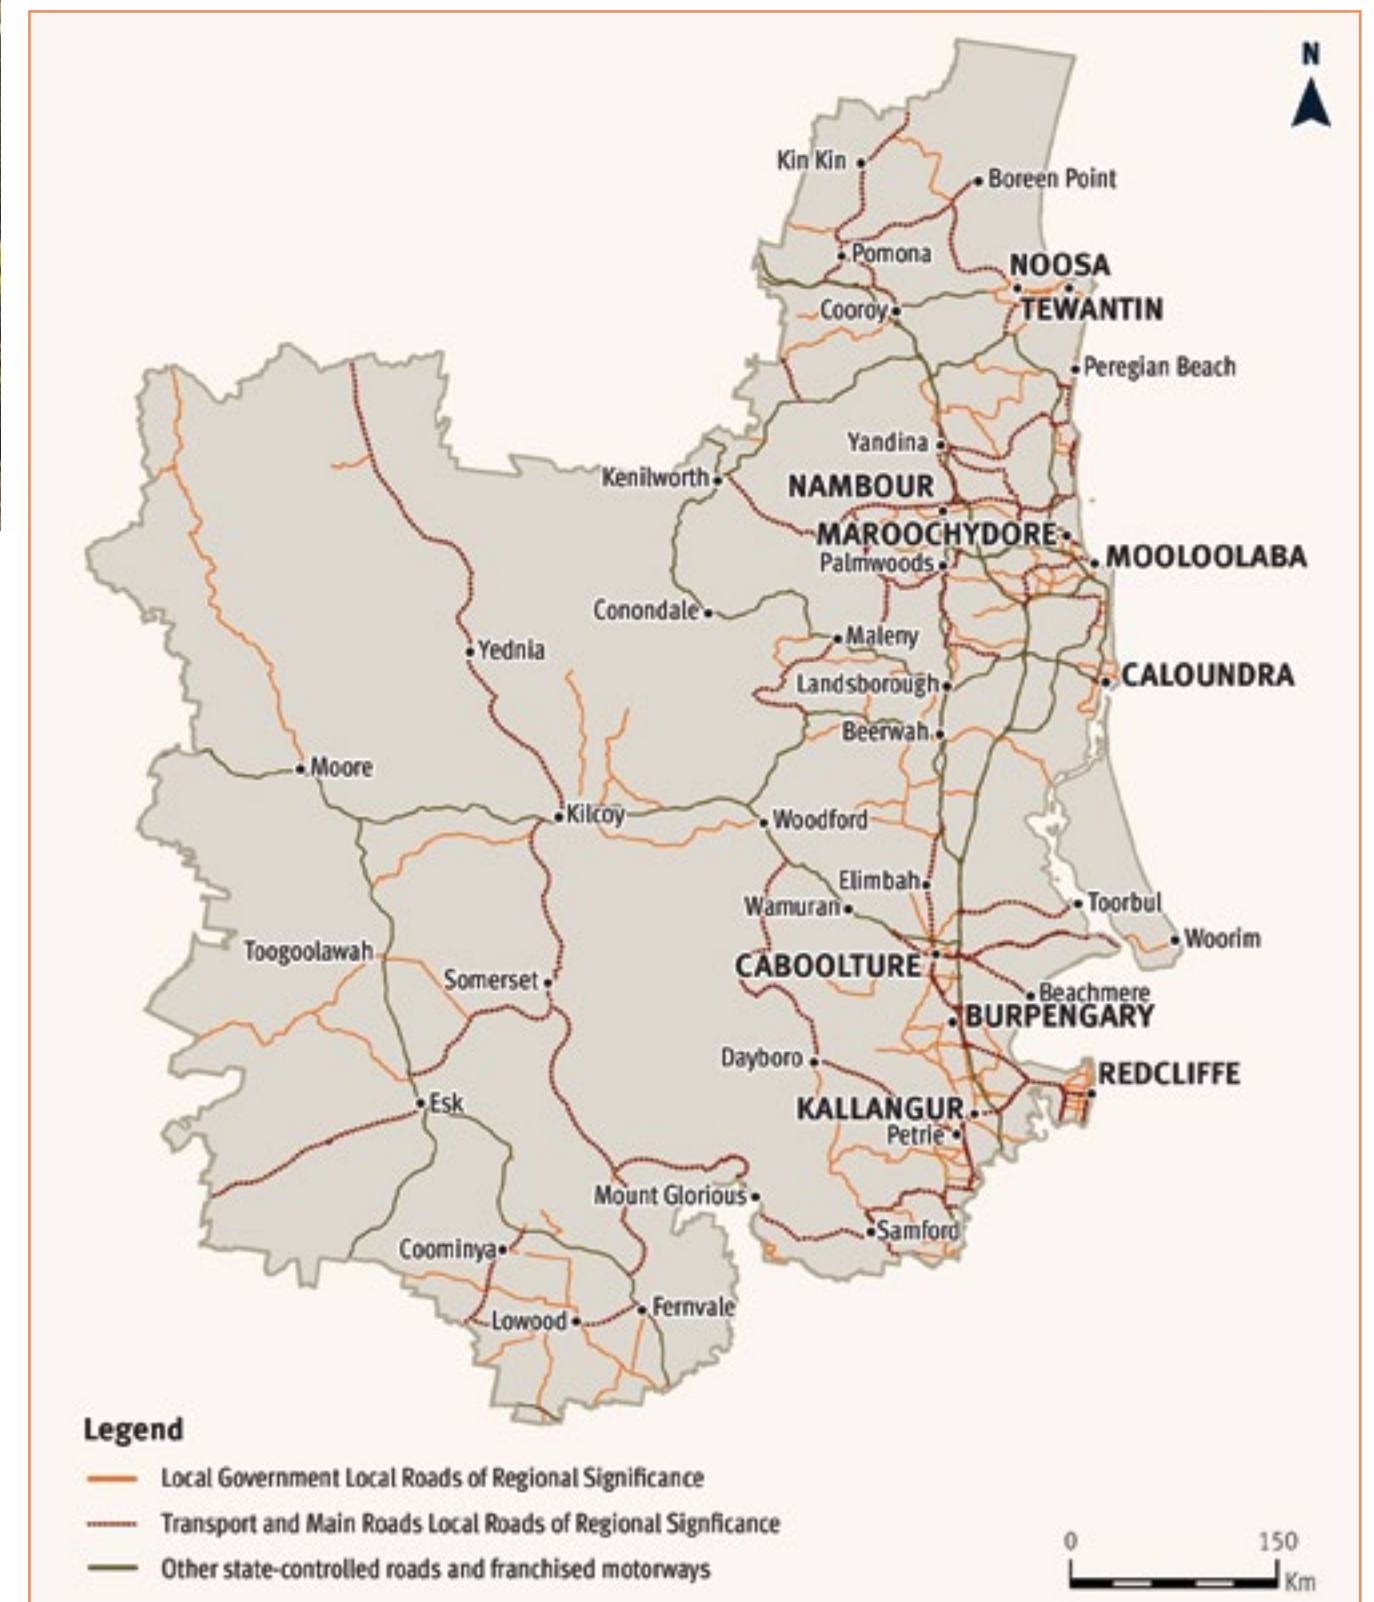 N
Kin Kin
Boreen Point
Pomona
NOOSA
TEWANTIN
Cooroy
Peregian Beach
Yandina
Kenilworth
NAMBOUR
MAROOCHYDORE
MOOLOOLABA
Palmwoods
Conondale
Maleny
Yednia
Landsborough
CALOUNDRA
Beerwah
Moore
Kilcoy
Woodford
Elimbah
Wamuran
Toorbul
Woorim
Toogoolawah
CABOOLTURE
Somerset
Beachmere
BURPENGARY
Dayboro
REDCLIFFE
Esk
KALLANGUR
Petrie
Mount Glorious
Samford
Coominya
Fernvale
Lowood
Legend
Local Government Local Roads of Regional Significance
Transport and Main Roads Local Roads of Regional Signficance
Other state-controlled roads and franchised motorways
0 150
Km